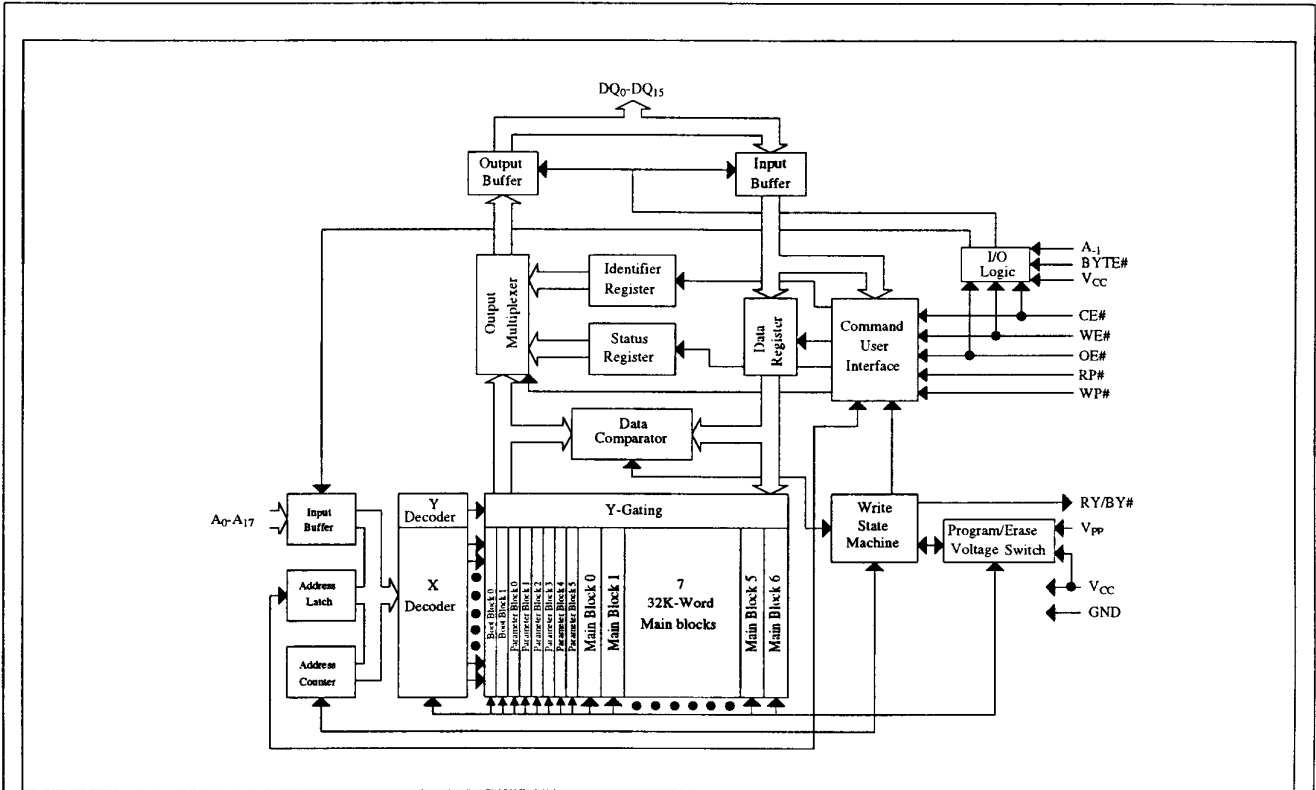 DQ0-DQ15
Output
Buffer
Input
Buffer
A-1
BYTE#
VCC
I/O
Logic
Identifier
Register
Output
Multiplexer
Status
Register
Data
Register
Command
User
Interface
CE#
WE#
OE#
RP#
WP#
Data
Comparator
A0-A17
Input
Buffer
Y
Decoder
Y-Gating
Write
State
Machine
RY/BY#
Program/Erase
Voltage Switch
VPP
VCC
GND
Address
Latch
X
Decoder
Address
Counter
Boot Block 0
Boot Block 1
Parameter Block 0
Parameter Block 1
Parameter Block 2
Parameter Block 3
Parameter Block 4
Parameter Block 5
Main Block 0
Main Block 1
7
32K-Word
Main blocks
Main Block 5
Main Block 6